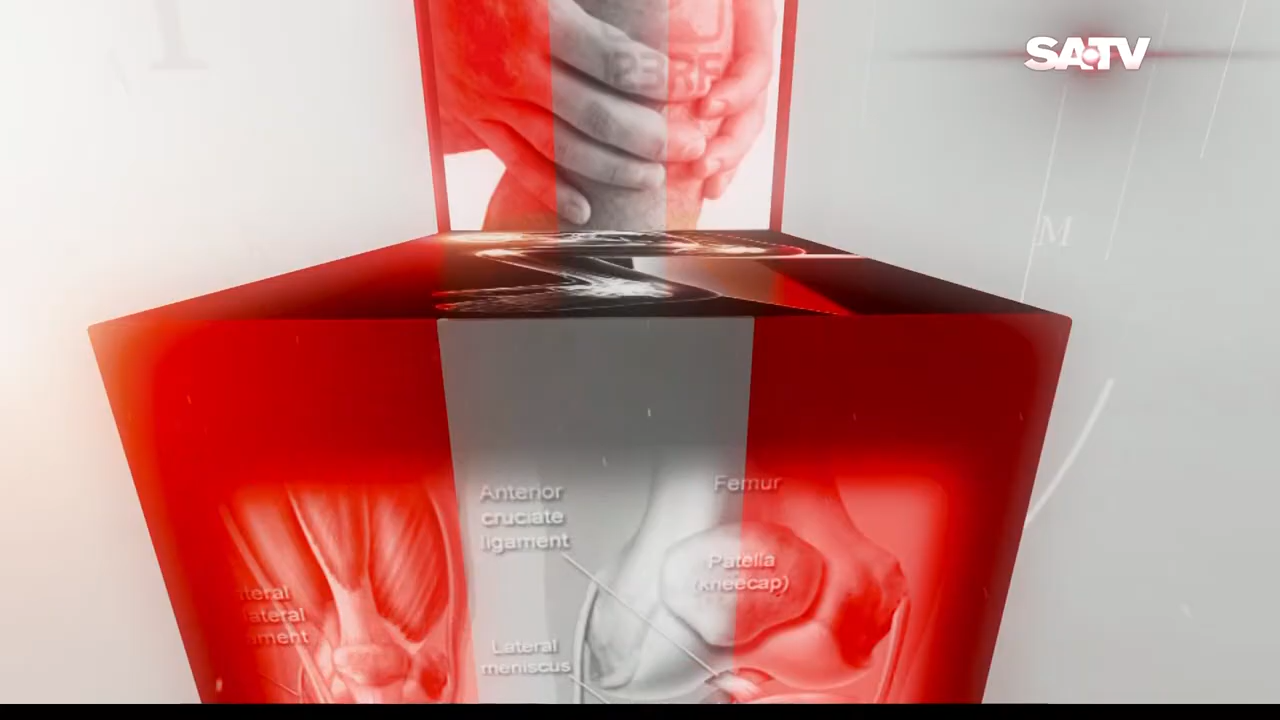 SATV
M
Anterior
cruciate
ligament
Femur
Patella
(kneecap)
Lateral
meniscus